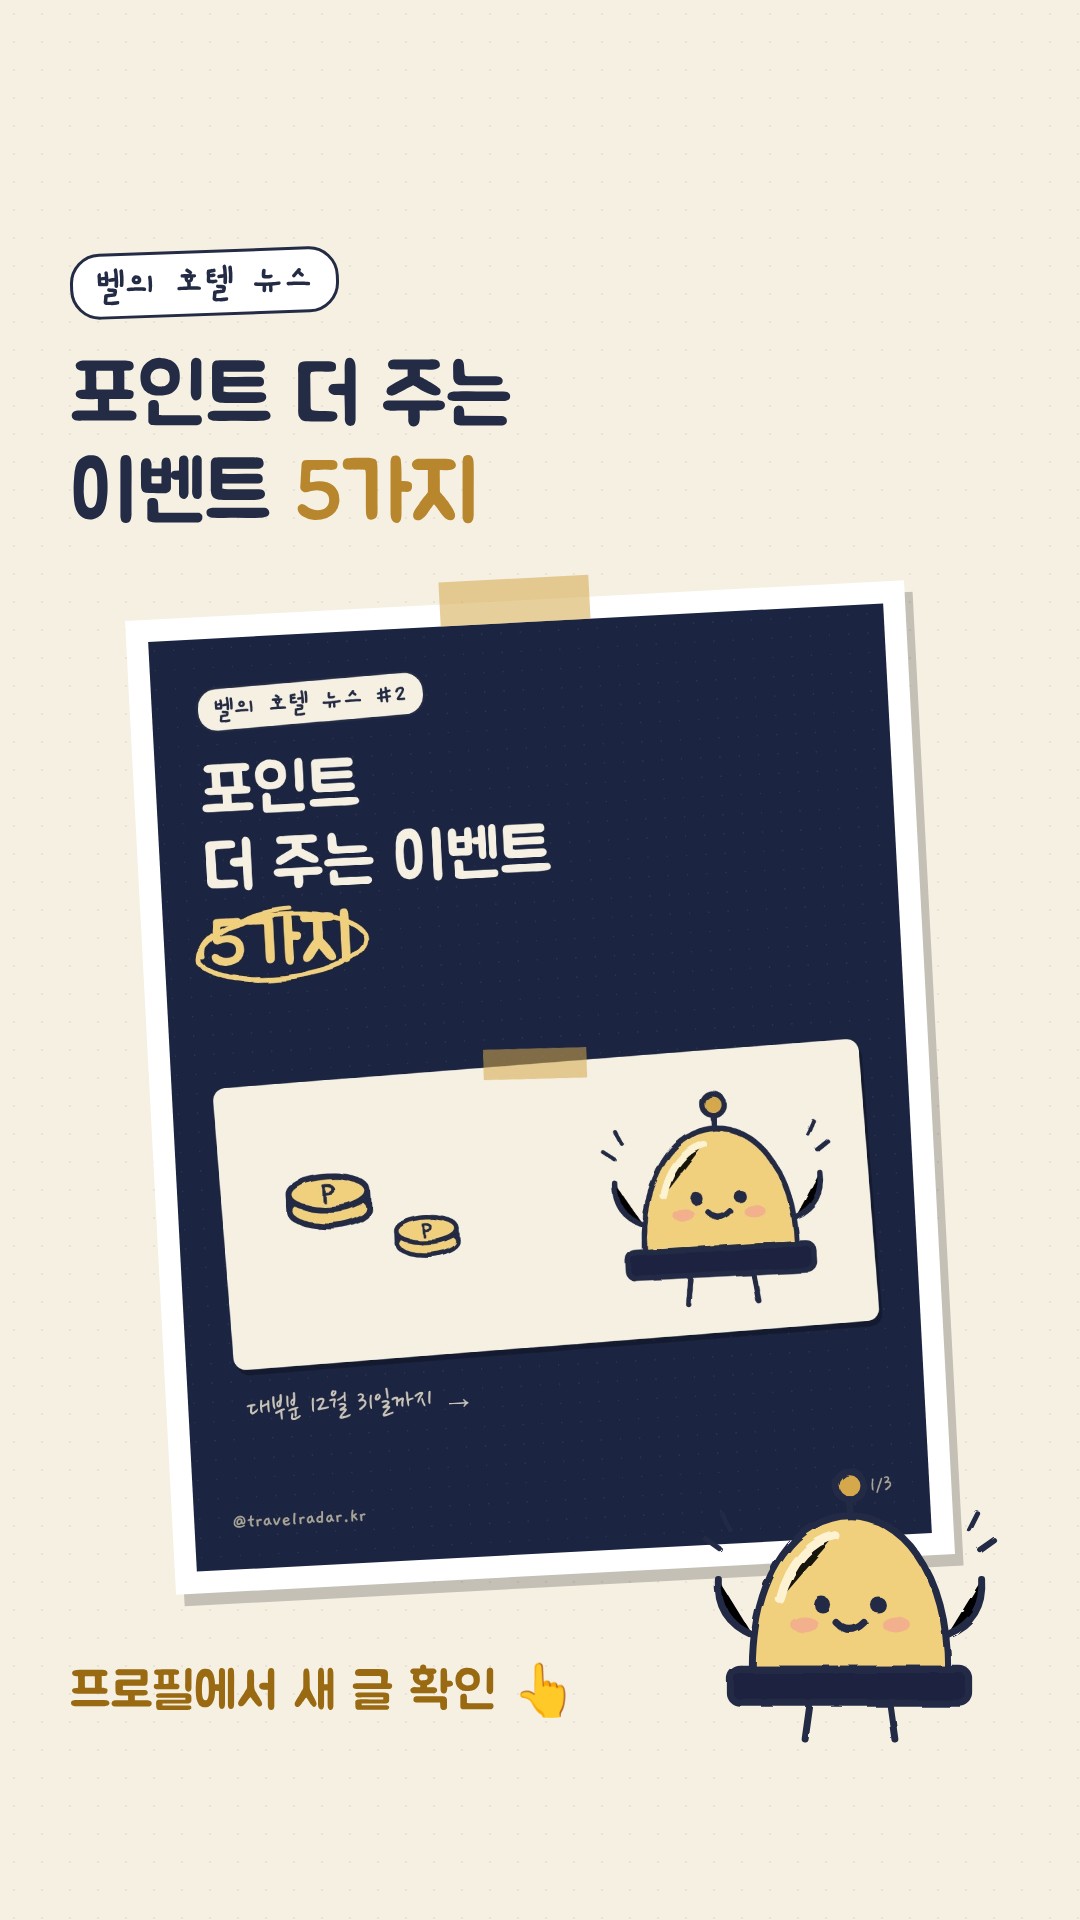 벨의 호텔 뉴스
포인트 더 주는
이벤트 5가지
벨의 호텔 뉴스 #2
포인트
더 주는 이벤트
5가지
P
P
대부분 12월 31일까지 →
1/3
@travelradar.kr
프로필에서 새 글 확인 👆